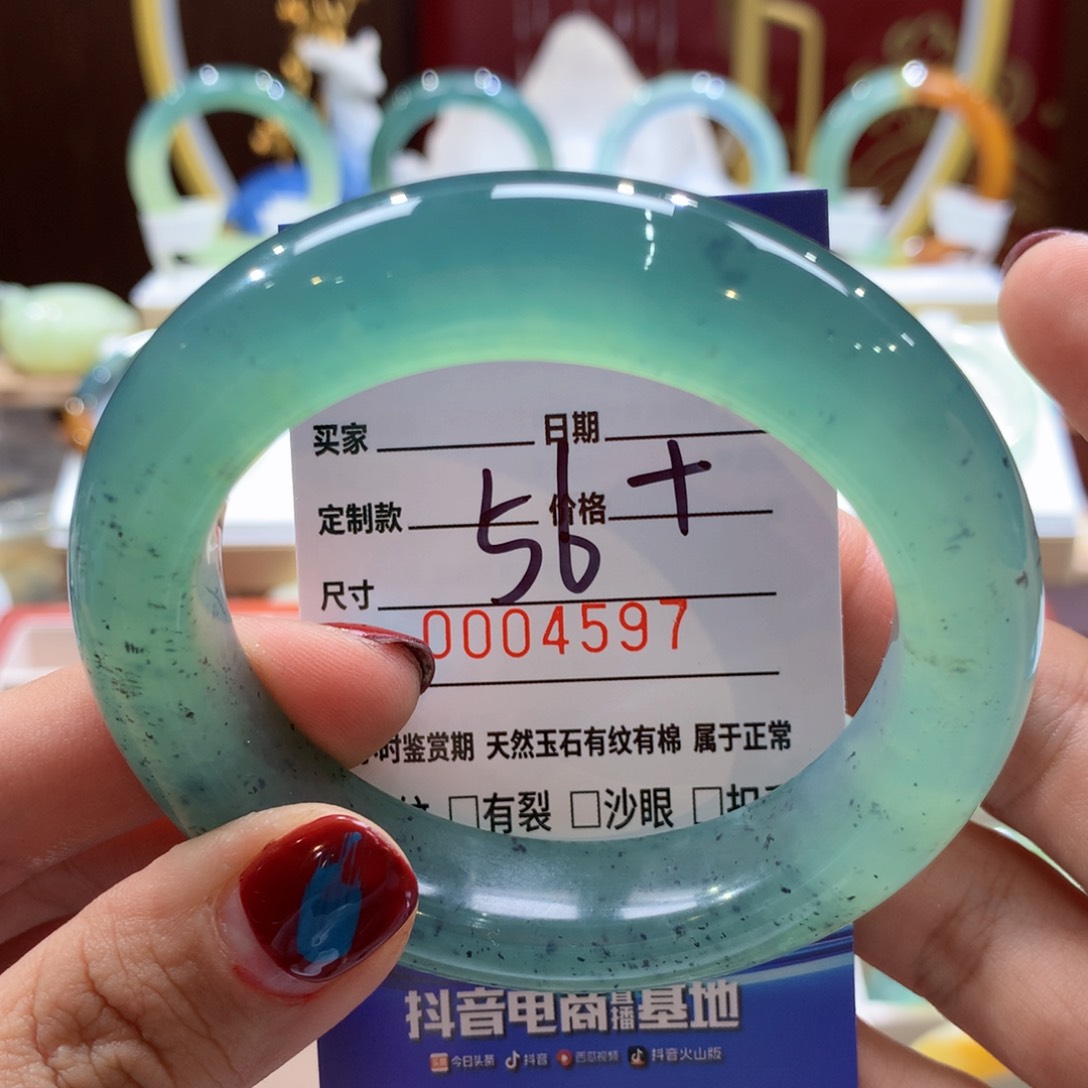 买家 日期
56+
定制款 价格
尺寸
0004597
时鉴赏期 天然玉石有纹有棉 属于正常
□有裂 □沙眼 □
抖音电商直播基地
今日头条 抖音 西瓜视频 抖音火山版